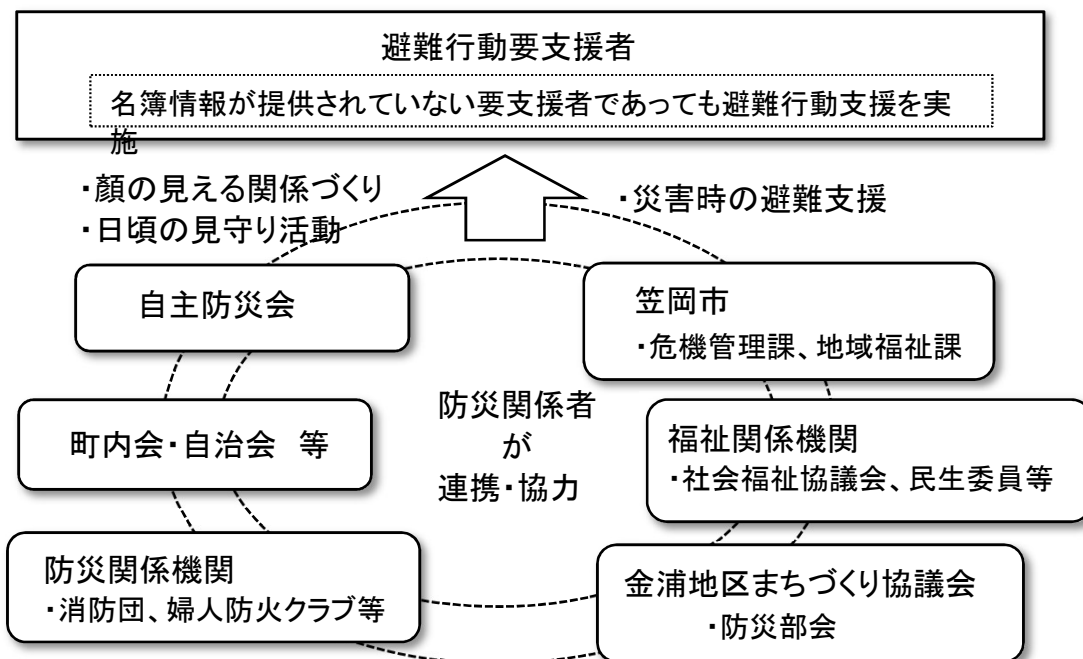 避難行動要支援者
名簿情報が提供されていない要支援者であっても避難行動支援を実
施
・顔の見える関係づくり
・日頃の見守り活動
・災害時の避難支援
自主防災会
笠岡市
・危機管理課、地域福祉課
防災関係者
が
連携・協力
町内会・自治会　等
福祉関係機関
・社会福祉協議会、民生委員等
防災関係機関
・消防団、婦人防火クラブ等
金浦地区まちづくり協議会
・防災部会